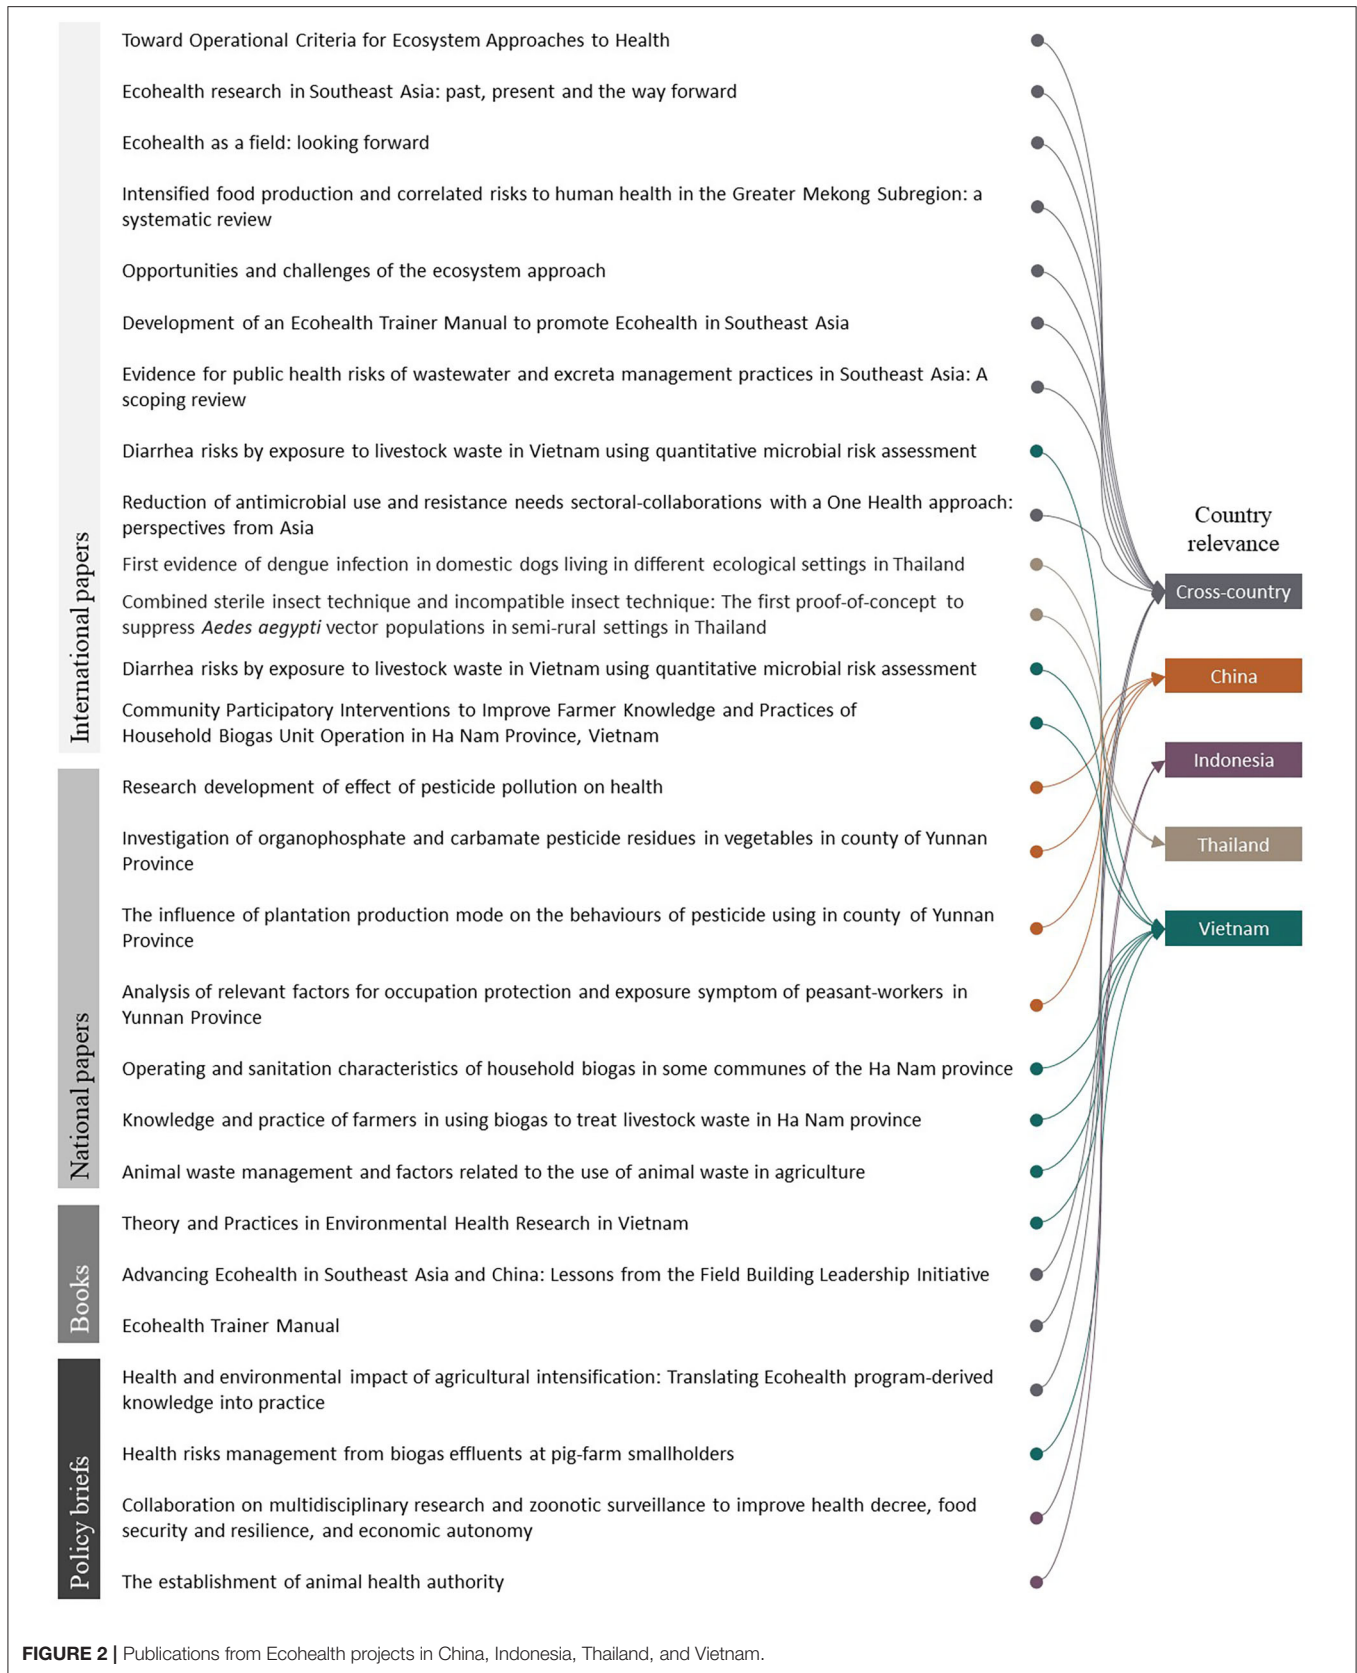 International papers
Toward Operational Criteria for Ecosystem Approaches to Health
Ecohealth research in Southeast Asia: past, present and the way forward
Ecohealth as a field: looking forward
Intensified food production and correlated risks to human health in the Greater Mekong Subregion: a
systematic review
Opportunities and challenges of the ecosystem approach
Development of an Ecohealth Trainer Manual to promote Ecohealth in Southeast Asia
Evidence for public health risks of wastewater and excreta management practices in Southeast Asia: A
scoping review
Diarrhea risks by exposure to livestock waste in Vietnam using quantitative microbial risk assessment
Reduction of antimicrobial use and resistance needs sectoral-collaborations with a One Health approach:
perspectives from Asia
First evidence of dengue infection in domestic dogs living in different ecological settings in Thailand
Combined sterile insect technique and incompatible insect technique: The first proof-of-concept to
suppress Aedes aegypti vector populations in semi-rural settings in Thailand
Diarrhea risks by exposure to livestock waste in Vietnam using quantitative microbial risk assessment
Community Participatory Interventions to Improve Farmer Knowledge and Practices of
Household Biogas Unit Operation in Ha Nam Province, Vietnam
National papers
Research development of effect of pesticide pollution on health
Investigation of organophosphate and carbamate pesticide residues in vegetables in county of Yunnan
Province
The influence of plantation production mode on the behaviours of pesticide using in county of Yunnan
Province
Analysis of relevant factors for occupation protection and exposure symptom of peasant-workers in
Yunnan Province
Operating and sanitation characteristics of household biogas in some communes of the Ha Nam province
Knowledge and practice of farmers in using biogas to treat livestock waste in Ha Nam province
Animal waste management and factors related to the use of animal waste in agriculture
Books
Theory and Practices in Environmental Health Research in Vietnam
Advancing Ecohealth in Southeast Asia and China: Lessons from the Field Building Leadership Initiative
Ecohealth Trainer Manual
Policy briefs
Health and environmental impact of agricultural intensification: Translating Ecohealth program-derived
knowledge into practice
Health risks management from biogas effluents at pig-farm smallholders
Collaboration on multidisciplinary research and zoonotic surveillance to improve health decree, food
security and resilience, and economic autonomy
The establishment of animal health authority
Country
relevance
Cross-country
China
Indonesia
Thailand
Vietnam
FIGURE 2 | Publications from Ecohealth projects in China, Indonesia, Thailand, and Vietnam.